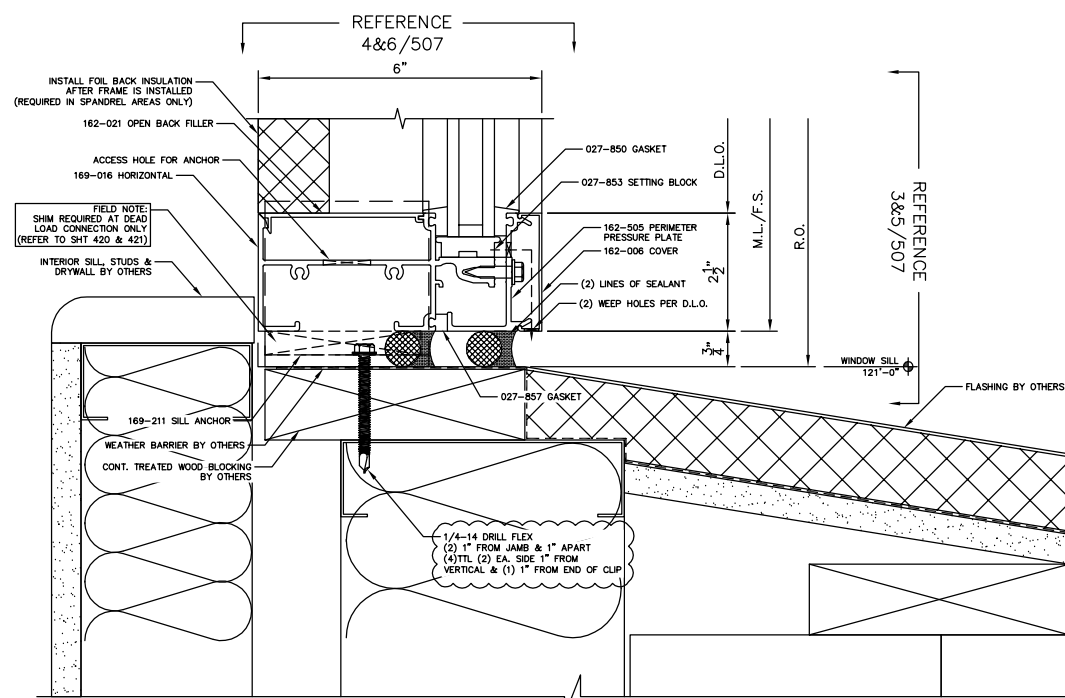 REFERENCE
4&6/507
6"
INSTALL FOIL BACK INSULATION
AFTER FRAME IS INSTALLED
(REQUIRED IN SPANDREL AREAS ONLY)
162-021 OPEN BACK FILLER
ACCESS HOLE FOR ANCHOR
169-016 HORIZONTAL
FIELD NOTE:
SHIM REQUIRED AT DEAD
LOAD CONNECTION ONLY
(REFER TO SHT 420 & 421)
INTERIOR SILL, STUDS &
DRYWALL BY OTHERS
169-211 SILL ANCHOR
WEATHER BARRIER BY OTHERS
CONT. TREATED WOOD BLOCKING
BY OTHERS
027-850 GASKET
027-853 SETTING BLOCK
162-505 PERIMETER
PRESSURE PLATE
162-006 COVER
(2) LINES OF SEALANT
(2) WEEP HOLES PER D.L.O.
027-857 GASKET
1/4-14 DRILL FLEX
(2) 1" FROM JAMB & 1" APART
(4)TTL (2) EA. SIDE 1" FROM
VERTICAL & (1) 1" FROM END OF CLIP
D.L.O.
2 1/2"
3/4"
M.L./F.S.
R.O.
REFERENCE
3&5/507
WINDOW SILL
121'-0"
FLASHING BY OTHERS